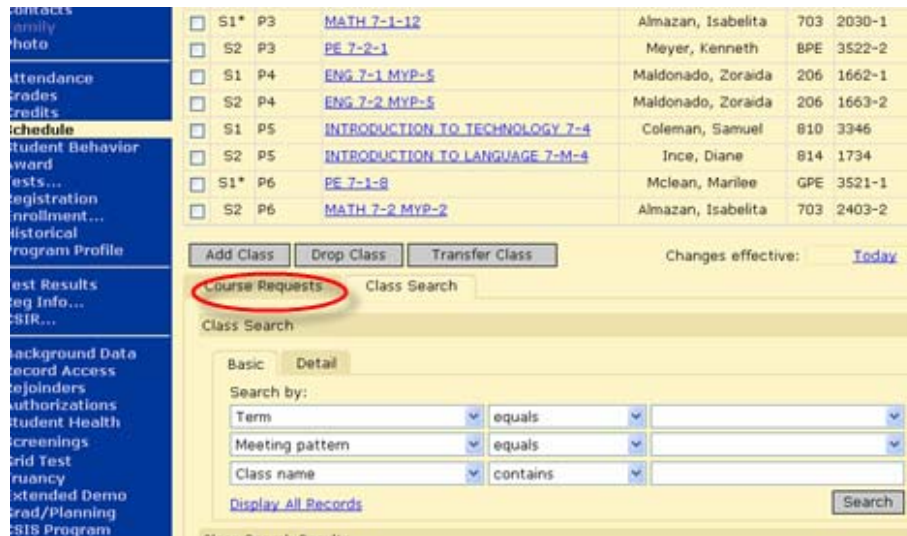 Photo
Attendance
Grades
Credits
Schedule
Student Behavior
Award
Tests...
Registration
Enrollment...
Historical
Program Profile
Test Results
Reg Info...
CSIR...
Background Data
Record Access
Rejoinders
Authorizations
Student Health
Screenings
Grid Test
Truancy
Extended Demo
Grad/Planning
CSIS Program
S1* P3 MATH 7-1-12 Almazan, Isabelita 703 2030-1
S2 P3 PE 7-2-1 Meyer, Kenneth BPE 3522-2
S1 P4 ENG 7-1 MYP-5 Maldonado, Zoraida 206 1662-1
S2 P4 ENG 7-2 MYP-5 Maldonado, Zoraida 206 1663-2
S1 P5 INTRODUCTION TO TECHNOLOGY 7-4 Coleman, Samuel 810 3346
S2 P5 INTRODUCTION TO LANGUAGE 7-M-4 Ince, Diane 814 1734
S1* P6 PE 7-1-8 Mclean, Marilee GPE 3521-1
S2 P6 MATH 7-2 MYP-2 Almazan, Isabelita 703 2403-2
Add Class Drop Class Transfer Class Changes effective: Today
Course Requests Class Search
Class Search
Basic Detail
Search by:
Term equals
Meeting pattern equals
Class name contains
Display All Records Search